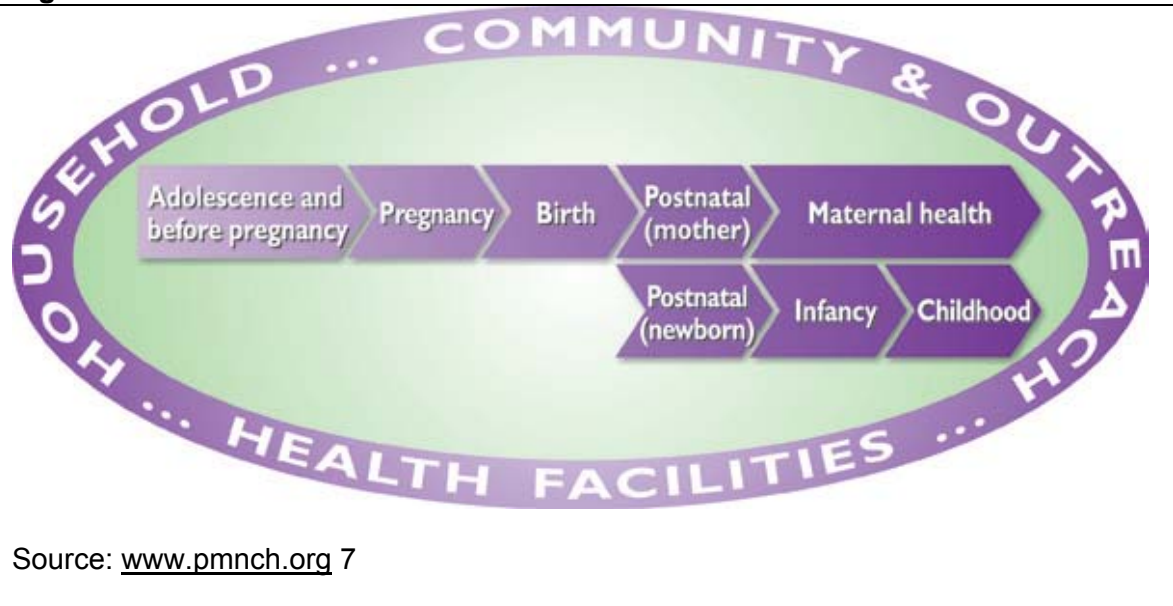 HOUSEHOLD ... COMMUNITY & OUTREACH ... HEALTH FACILITIES ...
Adolescence and
before pregnancy
Pregnancy
Birth
Postnatal
(mother)
Maternal health
Postnatal
(newborn)
Infancy
Childhood
Source: www.pmnch.org 7